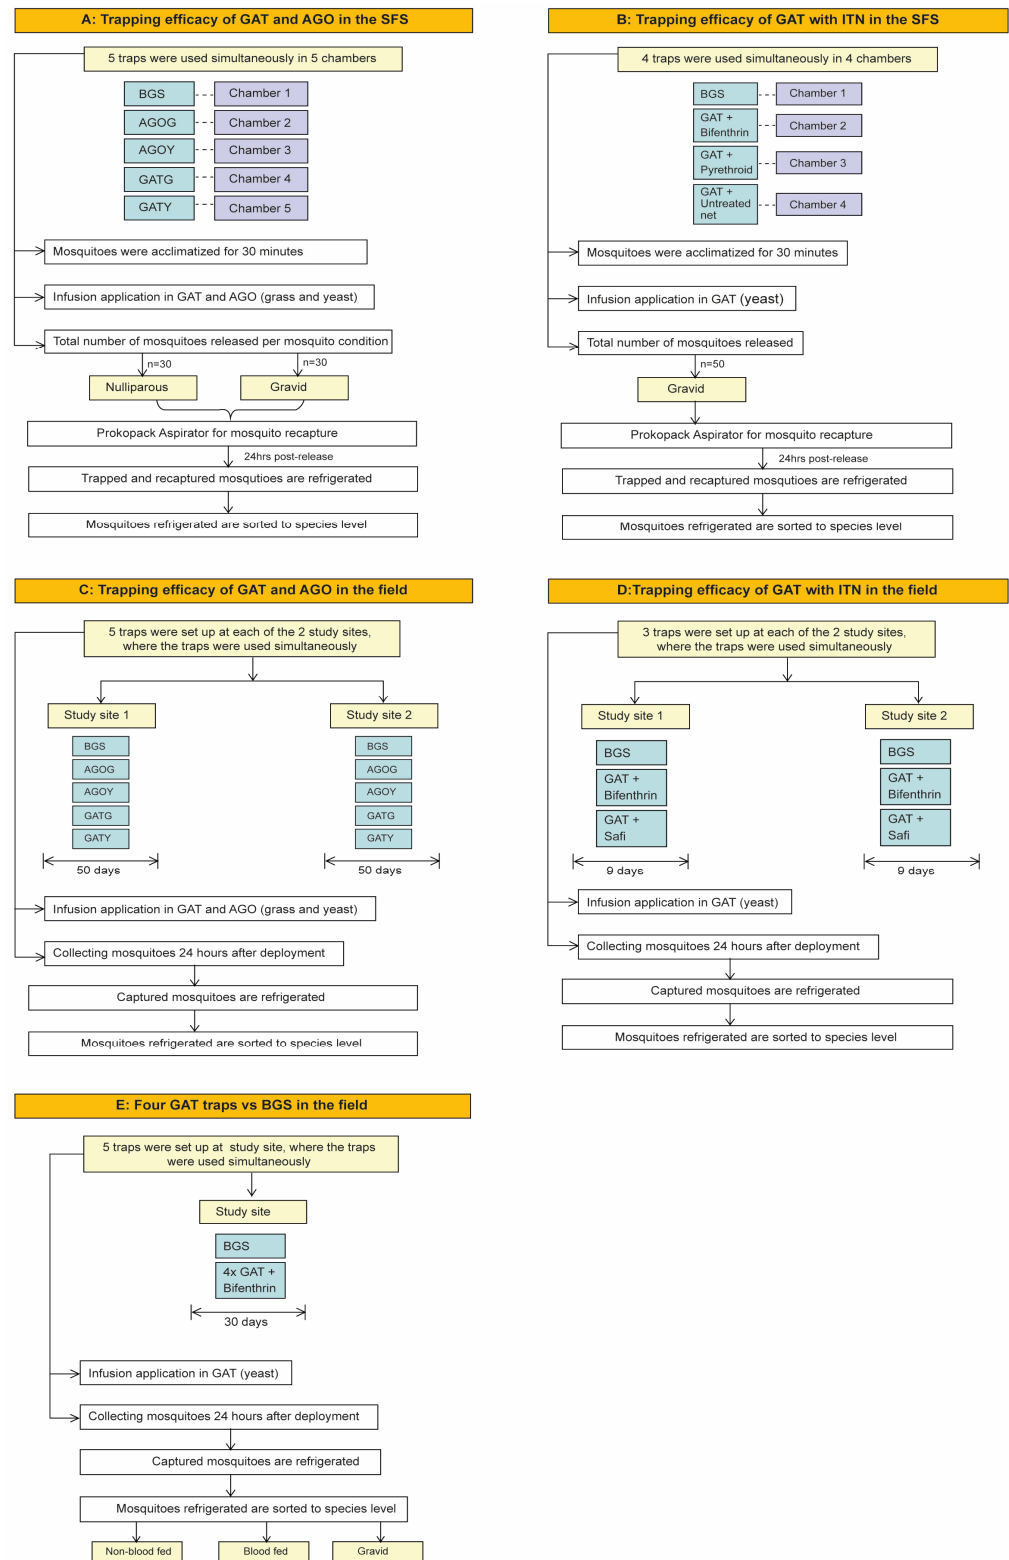 A: Trapping efficacy of GAT and AGO in the SFS
5 traps were used simultaneously in 5 chambers
BGS
Chamber 1
AGOG
Chamber 2
AGOY
Chamber 3
GATG
Chamber 4
GATY
Chamber 5
Mosquitoes were acclimatized for 30 minutes
Infusion application in GAT and AGO (grass and yeast)
Total number of mosquitoes released per mosquito condition
n=30
n=30
Nulliparous
Gravid
Prokopack Aspirator for mosquito recapture
24hrs post-release
Trapped and recaptured mosqutioes are refrigerated
Mosquitoes refrigerated are sorted to species level
B: Trapping efficacy of GAT with ITN in the SFS
4 traps were used simultaneously in 4 chambers
BGS
Chamber 1
GAT +
Bifenthrin
Chamber 2
GAT +
Pyrethroid
Chamber 3
GAT +
Untreated
net
Chamber 4
Mosquitoes were acclimatized for 30 minutes
Infusion application in GAT (yeast)
Total number of mosquitoes released
n=50
Gravid
Prokopack Aspirator for mosquito recapture
24hrs post-release
Trapped and recaptured mosqutioes are refrigerated
Mosquitoes refrigerated are sorted to species level
C: Trapping efficacy of GAT and AGO in the field
5 traps were set up at each of the 2 study sites,
where the traps were used simultaneously
Study site 1
Study site 2
BGS
AGOG
AGOY
GATG
GATY
BGS
AGOG
AGOY
GATG
GATY
50 days
50 days
Infusion application in GAT and AGO (grass and yeast)
Collecting mosquitoes 24 hours after deployment
Captured mosquitoes are refrigerated
Mosquitoes refrigerated are sorted to species level
D:Trapping efficacy of GAT with ITN in the field
3 traps were set up at each of the 2 study sites,
where the traps were used simultaneously
Study site 1
Study site 2
BGS
GAT +
Bifenthrin
GAT +
Safi
BGS
GAT +
Bifenthrin
GAT +
Safi
9 days
9 days
Infusion application in GAT (yeast)
Collecting mosquitoes 24 hours after deployment
Captured mosquitoes are refrigerated
Mosquitoes refrigerated are sorted to species level
E: Four GAT traps vs BGS in the field
5 traps were set up at study site, where the traps
were used simultaneously
Study site
BGS
4x GAT +
Bifenthrin
30 days
Infusion application in GAT (yeast)
Collecting mosquitoes 24 hours after deployment
Captured mosquitoes are refrigerated
Mosquitoes refrigerated are sorted to species level
Non-blood fed
Blood fed
Gravid